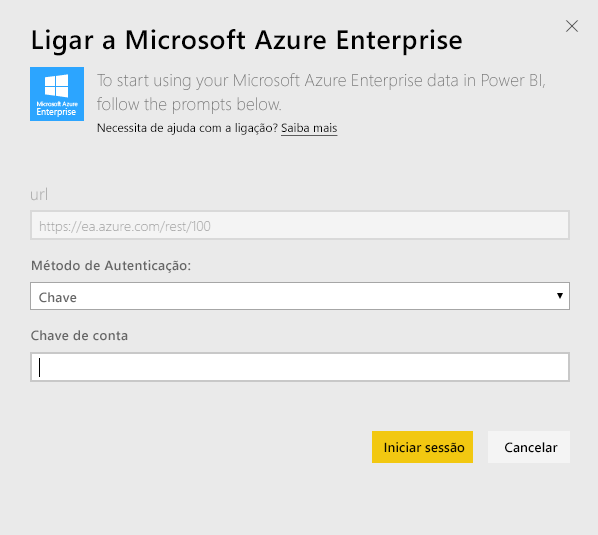 Ligar a Microsoft Azure Enterprise
Microsoft Azure
Enterprise
To start using your Microsoft Azure Enterprise data in Power BI,
follow the prompts below.
Necessita de ajuda com a ligação? Saiba mais
url
https://ea.azure.com/rest/100
Método de Autenticação:
Chave
Chave de conta
Iniciar sessão
Cancelar